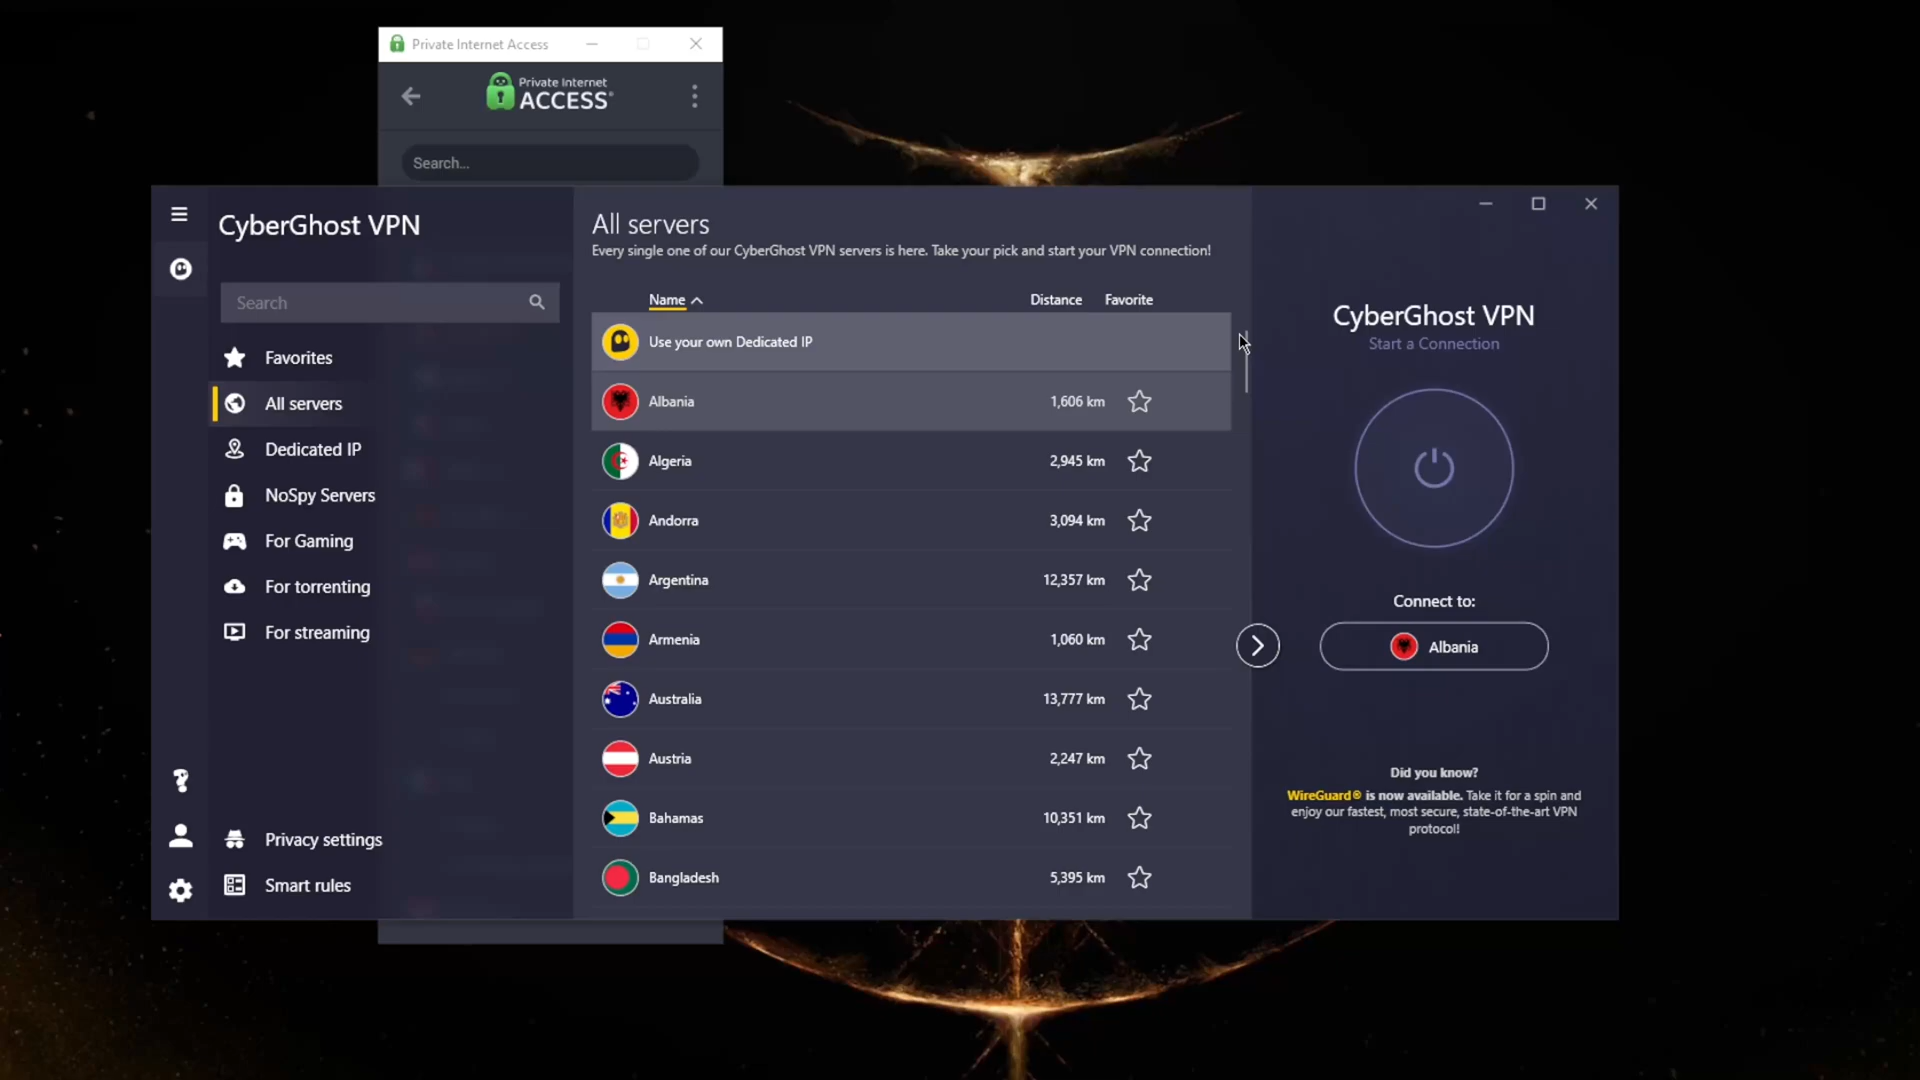 Private Internet Access
Private Internet
ACCESS®
Search...
CyberGhost VPN
Search
Favorites
All servers
Dedicated IP
NoSpy Servers
For Gaming
For torrenting
For streaming
Privacy settings
Smart rules
All servers
Every single one of our CyberGhost VPN servers is here. Take your pick and start your VPN connection!
Name Distance Favorite
Use your own Dedicated IP
Albania 1,606 km
Algeria 2,945 km
Andorra 3,094 km
Argentina 12,357 km
Armenia 1,060 km
Australia 13,777 km
Austria 2,247 km
Bahamas 10,351 km
Bangladesh 5,395 km
CyberGhost VPN
Start a Connection
Connect to:
Albania
Did you know?
WireGuard® is now available. Take it for a spin and
enjoy our fastest, most secure, state-of-the-art VPN
protocol!